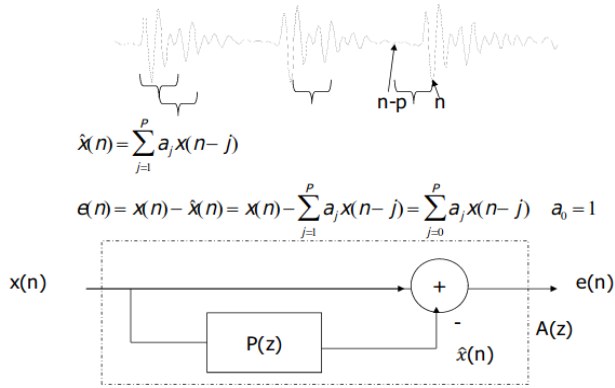 n-p n
x̂(n) = ∑_{j=1}^{P} a_j x(n− j)
e(n) = x(n) − x̂(n) = x(n) − ∑_{j=1}^{P} a_j x(n− j) = ∑_{j=0}^{P} a_j x(n− j) a_0 = 1
x(n) + e(n)
-
P(z) x̂(n) A(z)